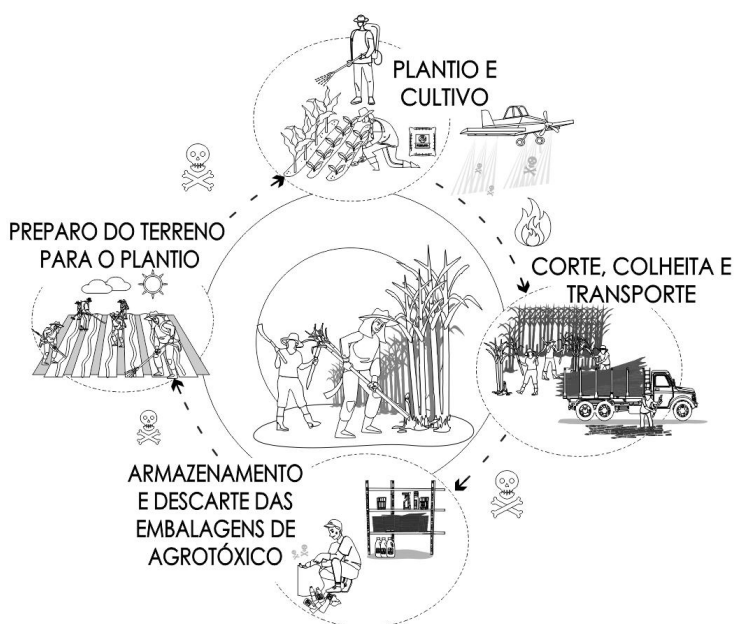 PLANTIO E
CULTIVO
PREPARO DO TERRENO
PARA O PLANTIO
CORTE, COLHEITA E
TRANSPORTE
ARMAZENAMENTO
E DESCARTE DAS
EMBALAGENS DE
AGROTÓXICO